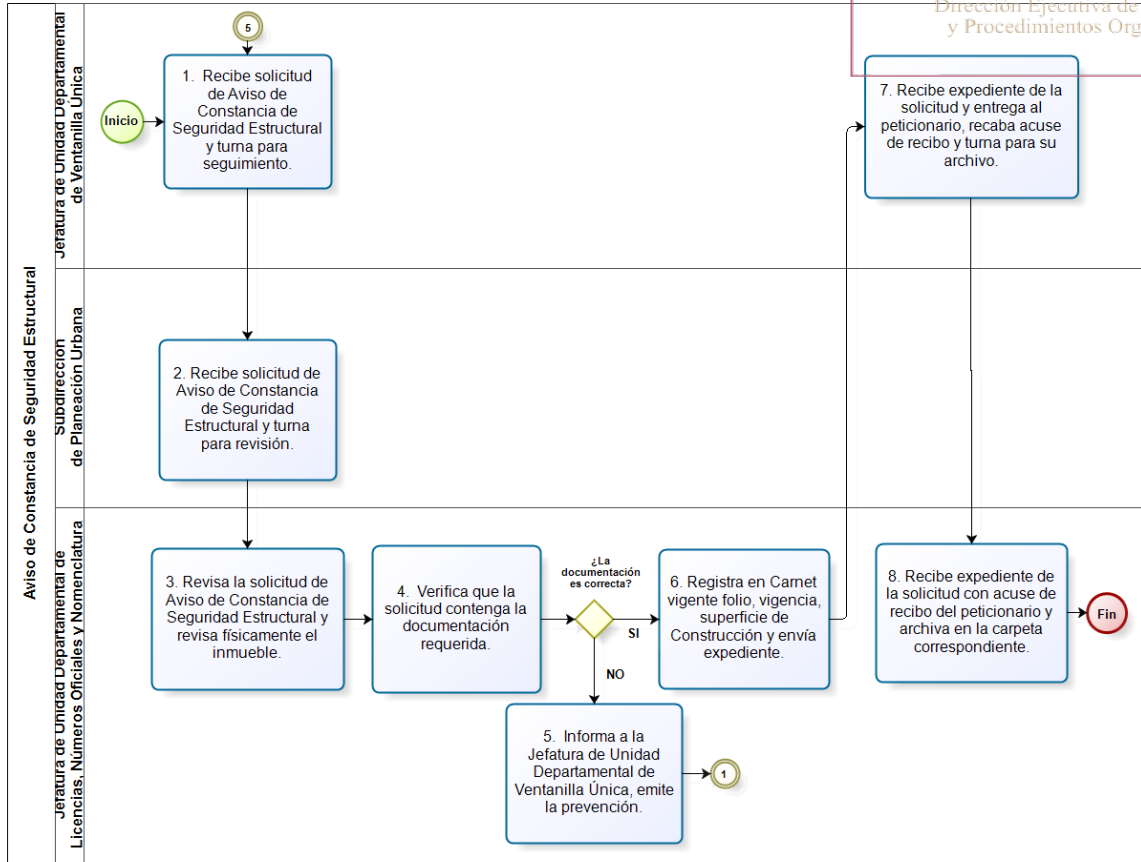 Dirección Ejecutiva de
y Procedimientos Org
Aviso de Constancia de Seguridad Estructural
Jefatura de Unidad Departamental
de Ventanilla Única
5
Inicio
1. Recibe solicitud
de Aviso de
Constancia de
Seguridad Estructural
y turna para
seguimiento.
7. Recibe expediente de la
solicitud y entrega al
peticionario, recaba acuse
de recibo y turna para su
archivo.
Subdirección
de Planeación Urbana
2. Recibe solicitud de
Aviso de Constancia
de Seguridad
Estructural y turna
para revisión.
Jefatura de Unidad Departamental de
Licencias, Números Oficiales y Nomenclatura
3. Revisa la solicitud de
Aviso de Constancia de
Seguridad Estructural y
revisa físicamente el
inmueble.
4. Verifica que la
solicitud contenga la
documentación
requerida.
¿La
documentación
es correcta?
SI
NO
6. Registra en Carnet
vigente folio, vigencia,
superficie de
Construcción y envía
expediente.
5. Informa a la
Jefatura de Unidad
Departamental de
Ventanilla Única, emite
la prevención.
1
8. Recibe expediente de
la solicitud con acuse de
recibo del peticionario y
archiva en la carpeta
correspondiente.
Fin